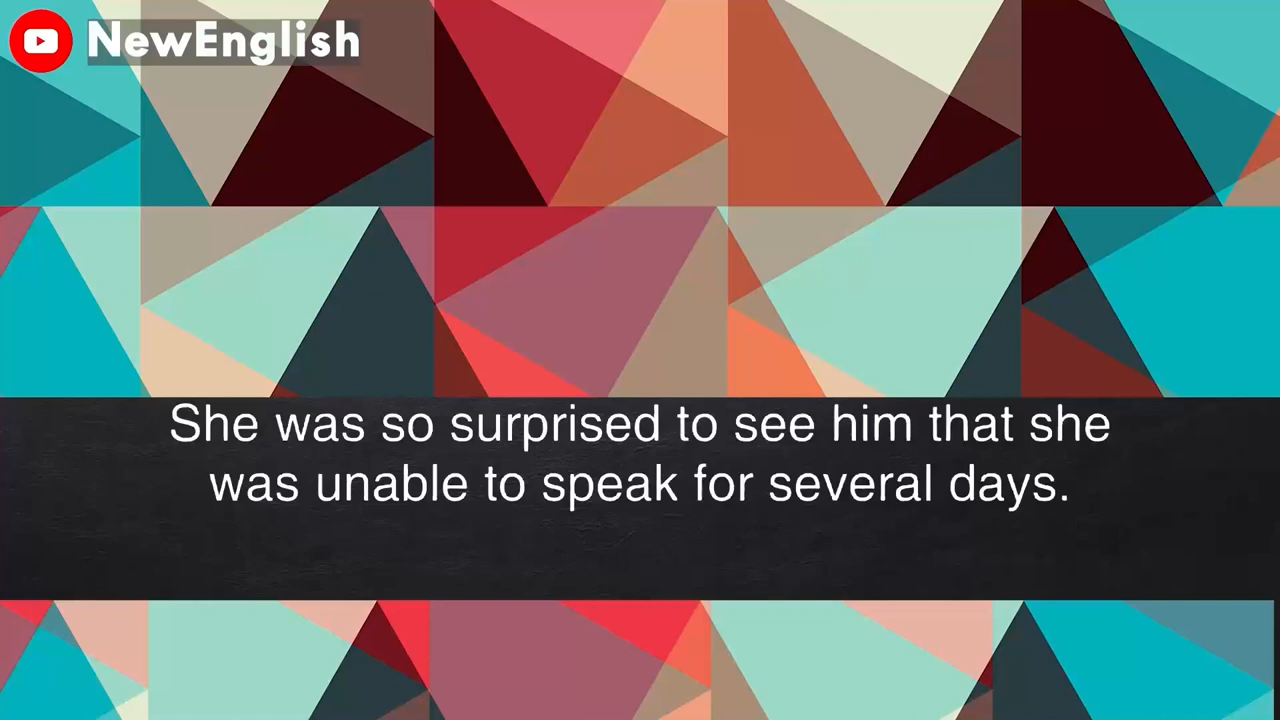 NewEnglish
She was so surprised to see him that she
was unable to speak for several days.